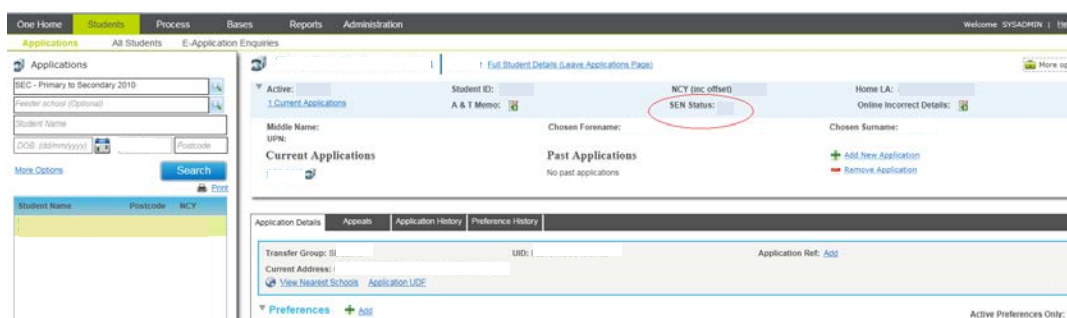 One Home Students Process Bases Reports Administration Welcome SYSADMIN |
Applications All Students E-Application Enquiries
Applications
SEC - Primary to Secondary 2010
Feeder school (Optional)
Student Name
DOB: (dd/mm/yyyy) Postcode
More Options Search
Print
Student Name Postcode NCY
Full Student Details (Leave Applications Page)
More
Active: Student ID: NCY (inc offset) Home LA:
1 Current Applications A & T Memo: SEN Status: Online Incorrect Details:
Middle Name: Chosen Forename: Chosen Surname:
UPN:
Current Applications Past Applications Add New Application
No past applications Remove Application
Application Details Appeals Application History Preference History
Transfer Group: UID: Application Ref: Add
Current Address:
View Nearest Schools Application UDF
Preferences Add
Active Preferences Only: